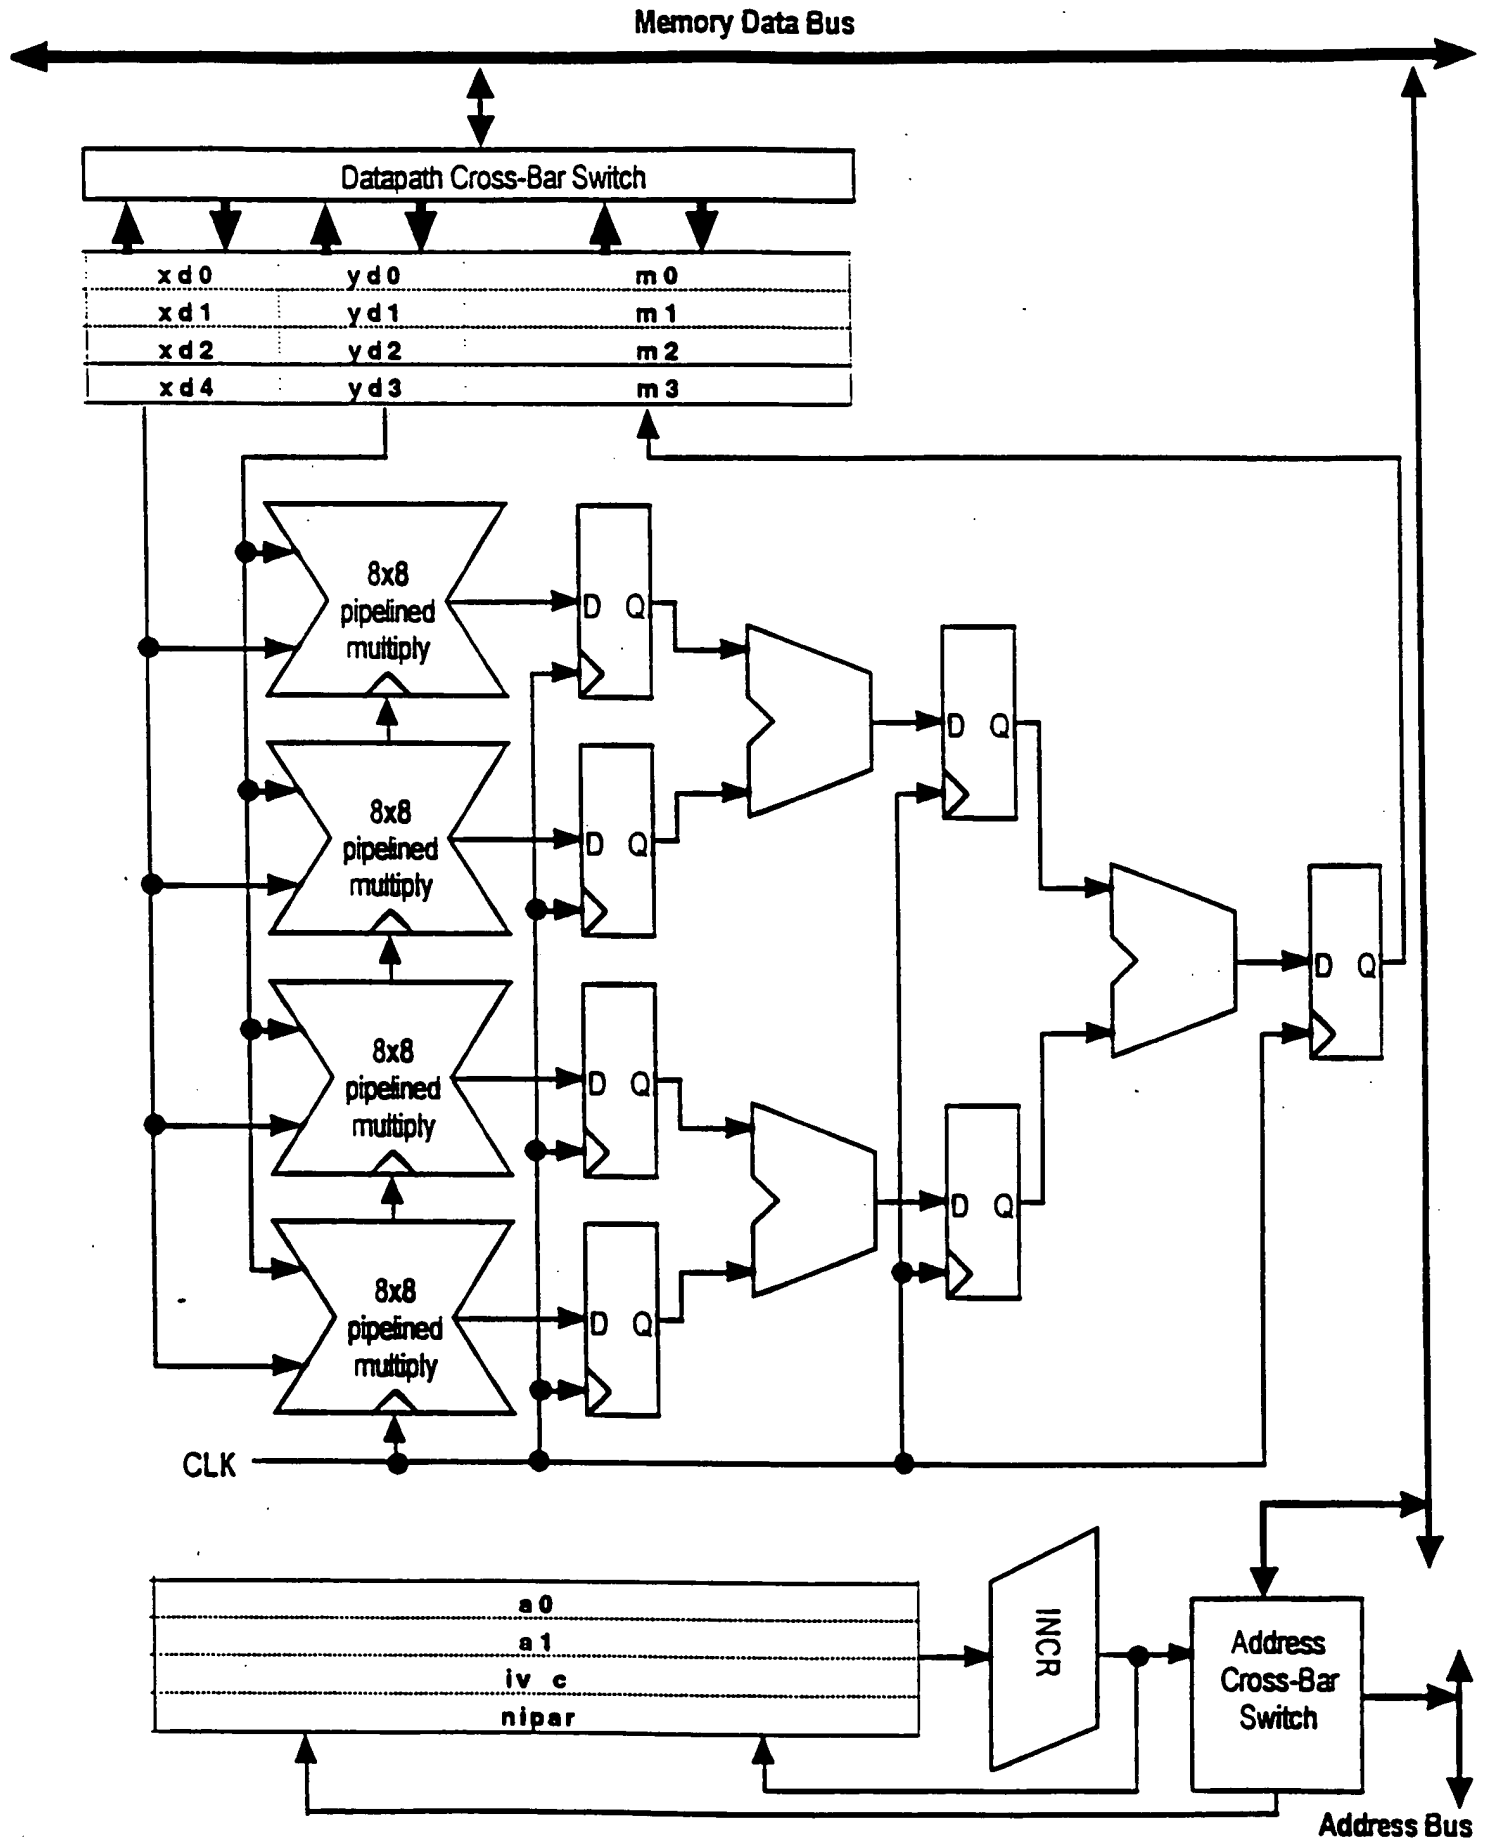 Memory Data Bus
Datapath Cross-Bar Switch
xd0 yd0 m0
xd1 yd1 m1
xd2 yd2 m2
xd4 yd3 m3
8x8
pipelined
multiply
D Q
D Q
8x8
pipelined
multiply
D Q
D Q
8x8
pipelined
multiply
D Q
D Q
8x8
pipelined
multiply
D Q
CLK
a0
a1
iv c
nipar
INCR
Address
Cross-Bar
Switch
Address Bus